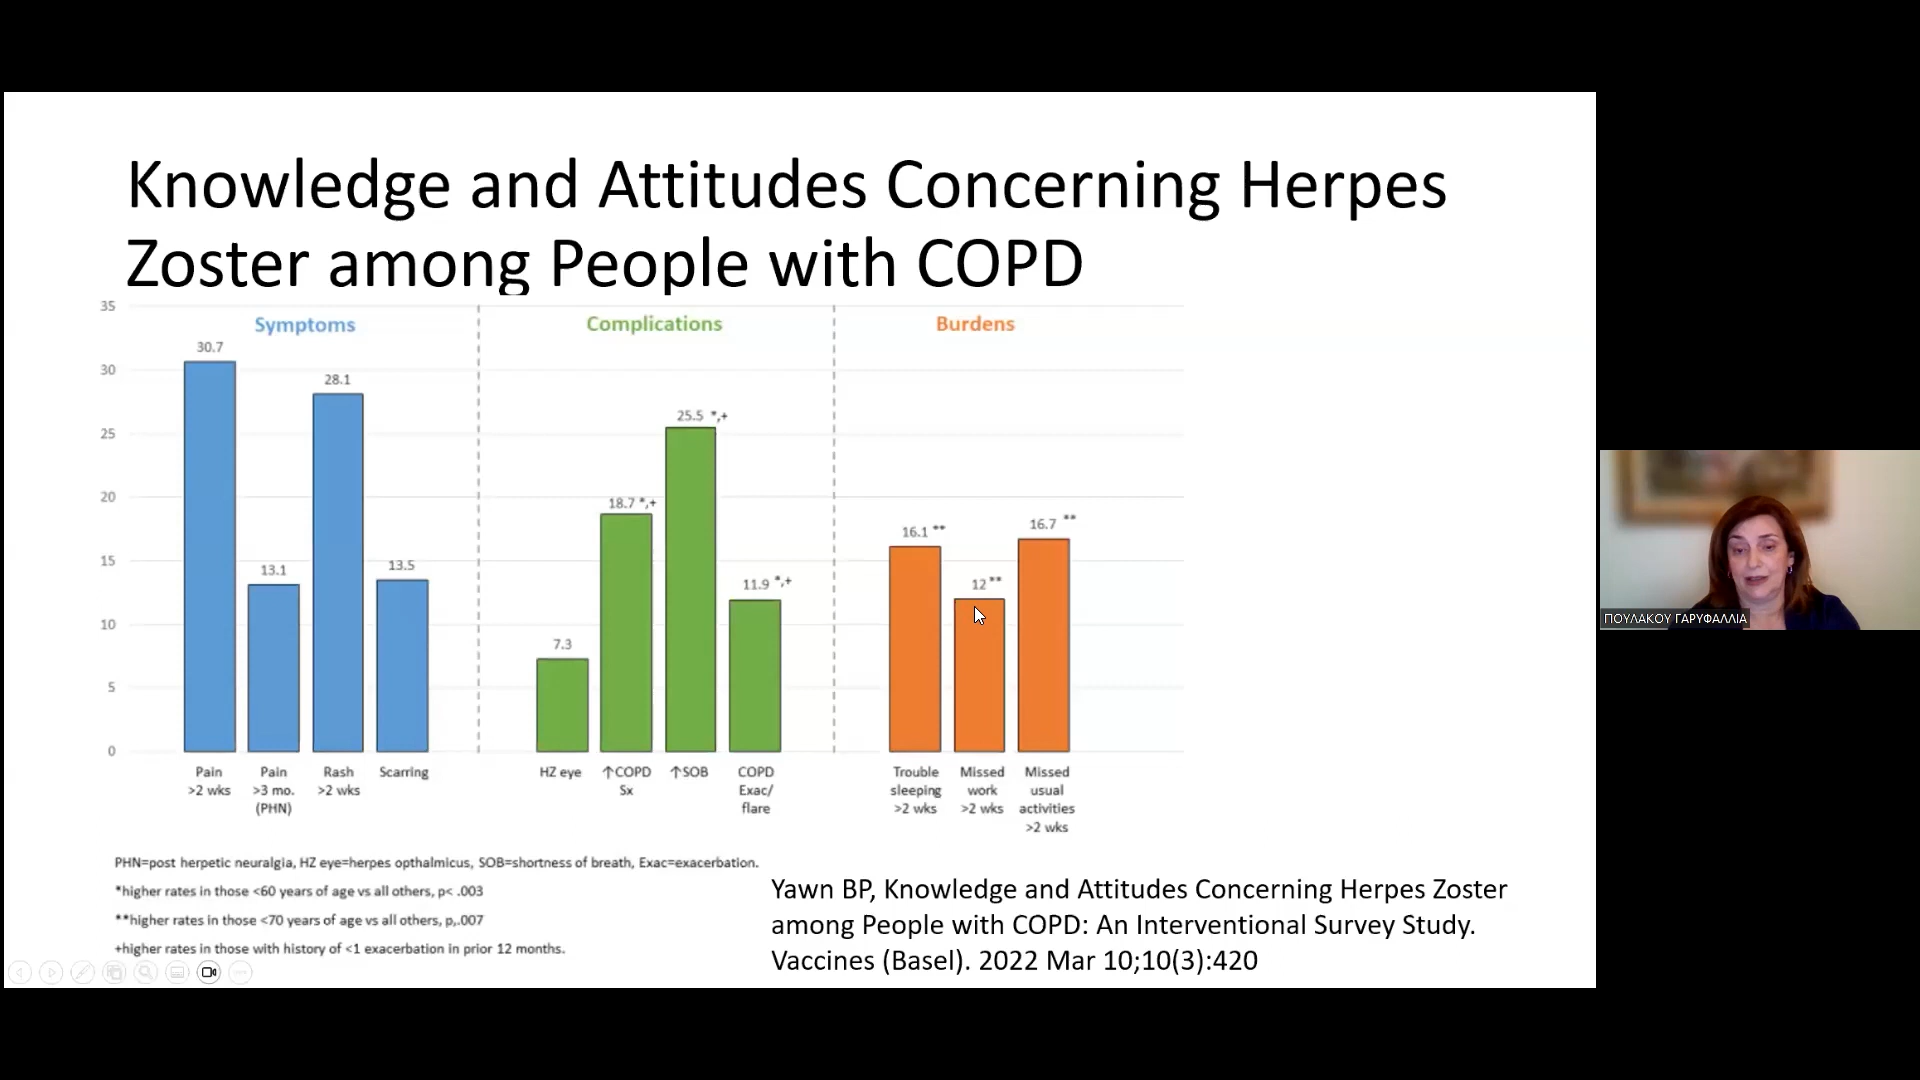 Knowledge and Attitudes Concerning Herpes
Zoster among People with COPD
35
30
25
20
15
10
5
0
Symptoms
30.7
13.1
28.1
13.5
Pain
>2 wks
Pain
>3 mo.
(PHN)
Rash
>2 wks
Scarring
Complications
7.3
18.7 *,+
25.5 *,+
11.9 *,+
HZ eye
↑COPD
Sx
↑SOB
COPD
Exac/
flare
Burdens
16.1 **
12 **
16.7 **
Trouble
sleeping
>2 wks
Missed
work
>2 wks
Missed
usual
activities
>2 wks
PHN=post herpetic neuralgia, HZ eye=herpes opthalmicus, SOB=shortness of breath, Exac=exacerbation.
*higher rates in those <60 years of age vs all others, p< .003
**higher rates in those <70 years of age vs all others, p,.007
+higher rates in those with history of <1 exacerbation in prior 12 months.
Yawn BP, Knowledge and Attitudes Concerning Herpes Zoster
among People with COPD: An Interventional Survey Study.
Vaccines (Basel). 2022 Mar 10;10(3):420
ΠΟΥΛΑΚΟΥ ΓΑΡΥΦΑΛΛΙΑ